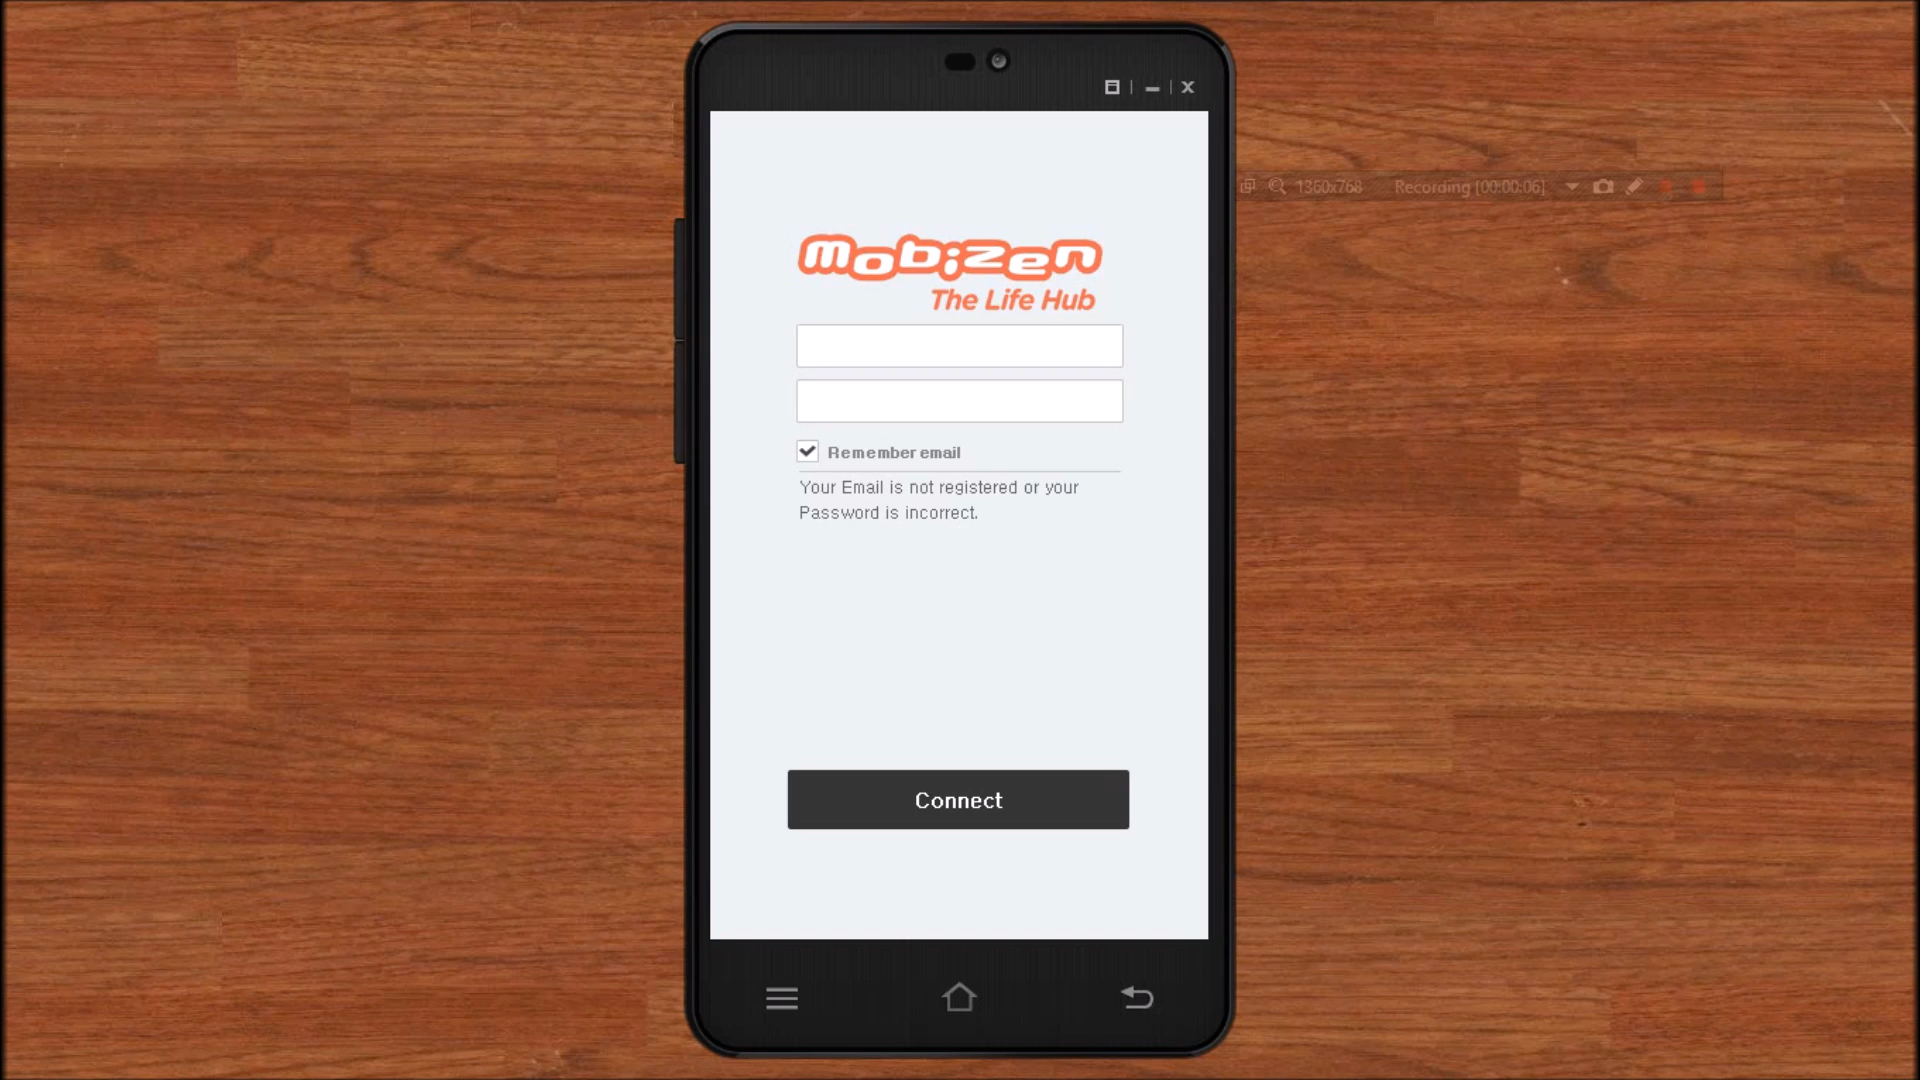 1360x768 Recording [00:00:06]
mobizen
The Life Hub
Remember email
Your Email is not registered or your
Password is incorrect.
Connect